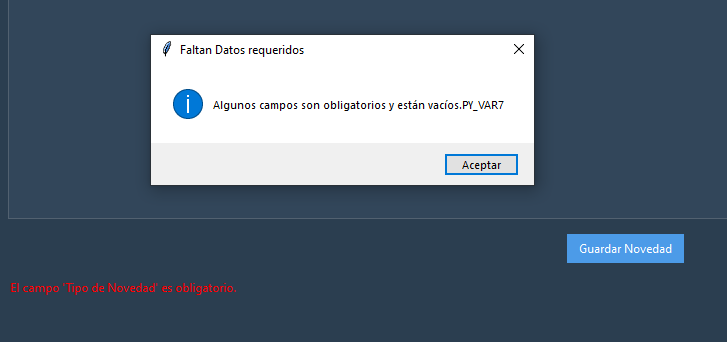 Faltan Datos requeridos
Algunos campos son obligatorios y están vacíos.PY_VAR7
Aceptar
Guardar Novedad
El campo 'Tipo de Novedad' es obligatorio.